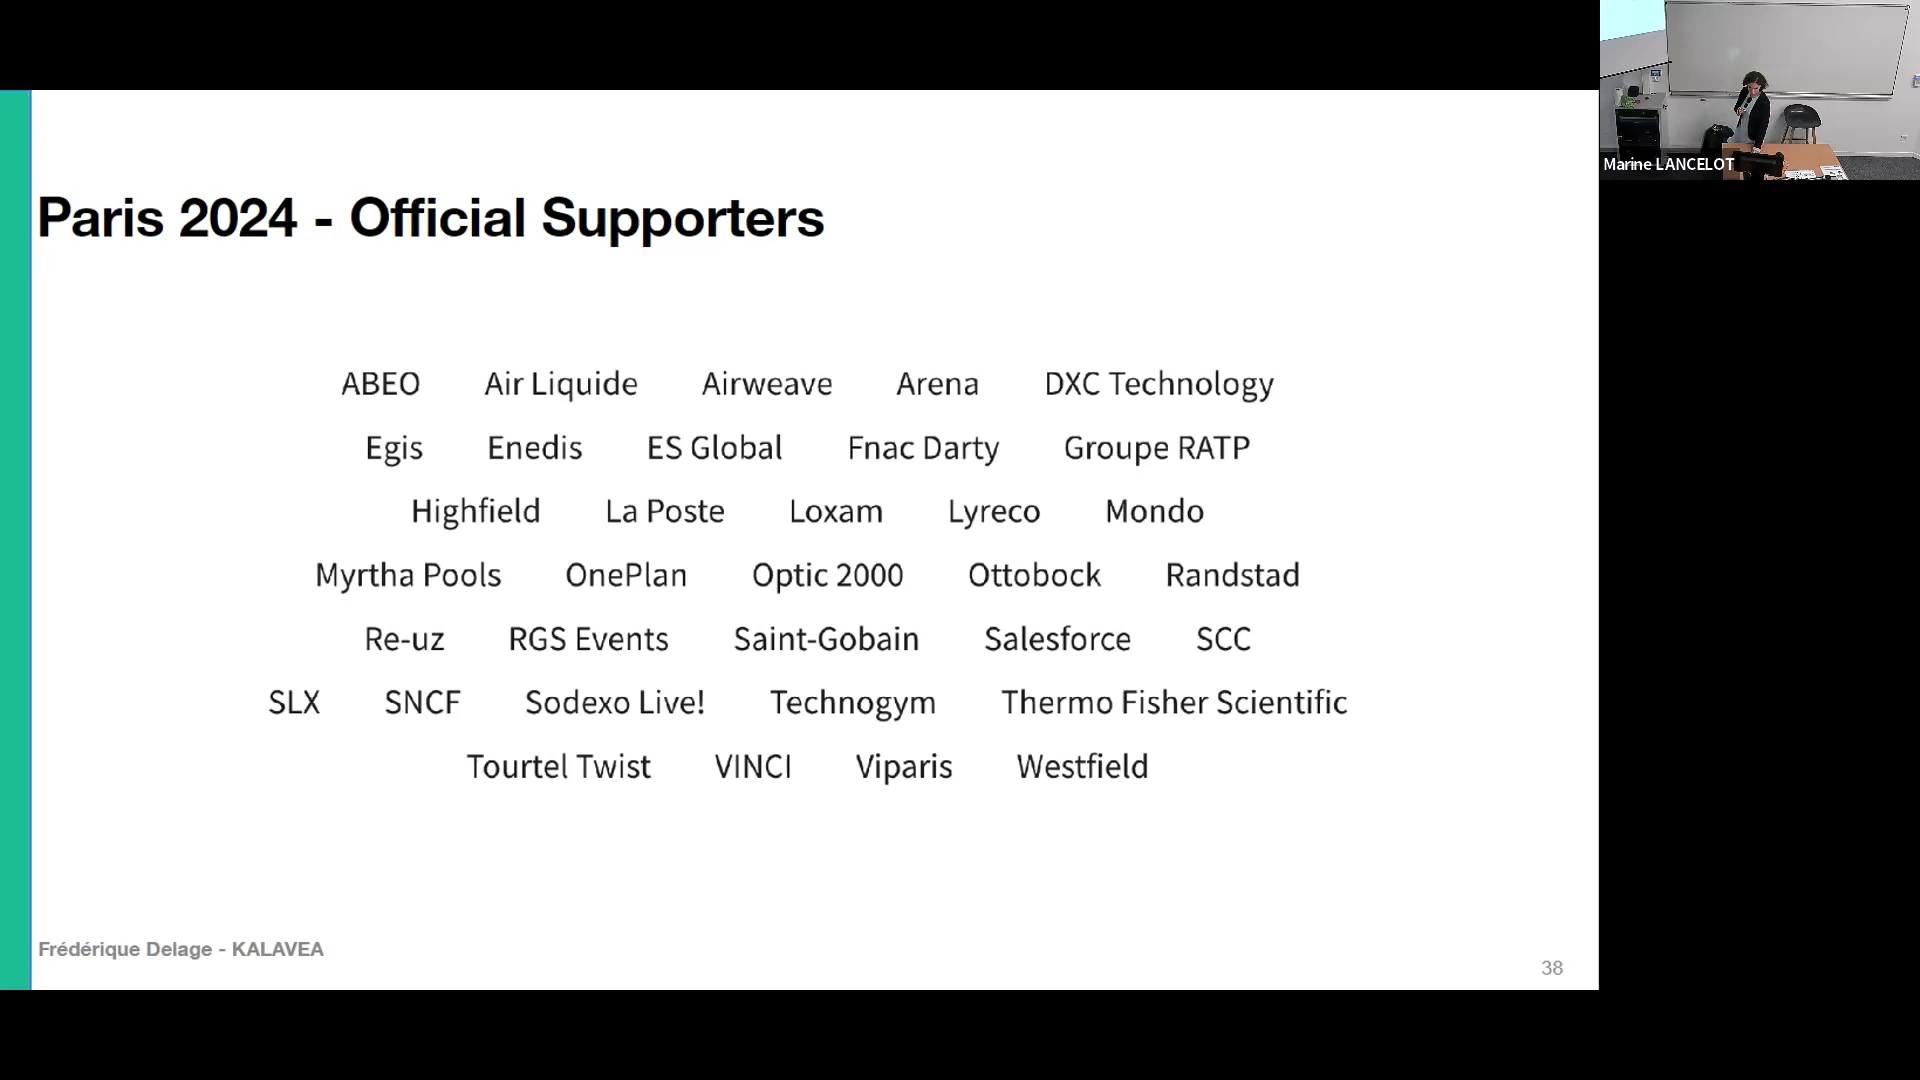 Paris 2024 - Official Supporters
ABEO Air Liquide Airweave Arena DXC Technology
Egis Enedis ES Global Fnac Darty Groupe RATP
Highfield La Poste Loxam Lyreco Mondo
Myrtha Pools OnePlan Optic 2000 Ottobock Randstad
Re-uz RGS Events Saint-Gobain Salesforce SCC
SLX SNCF Sodexo Live! Technogym Thermo Fisher Scientific
Tourtel Twist VINCI Viparis Westfield
Frédérique Delage - KALAVEA
38
Marine LANCELOT